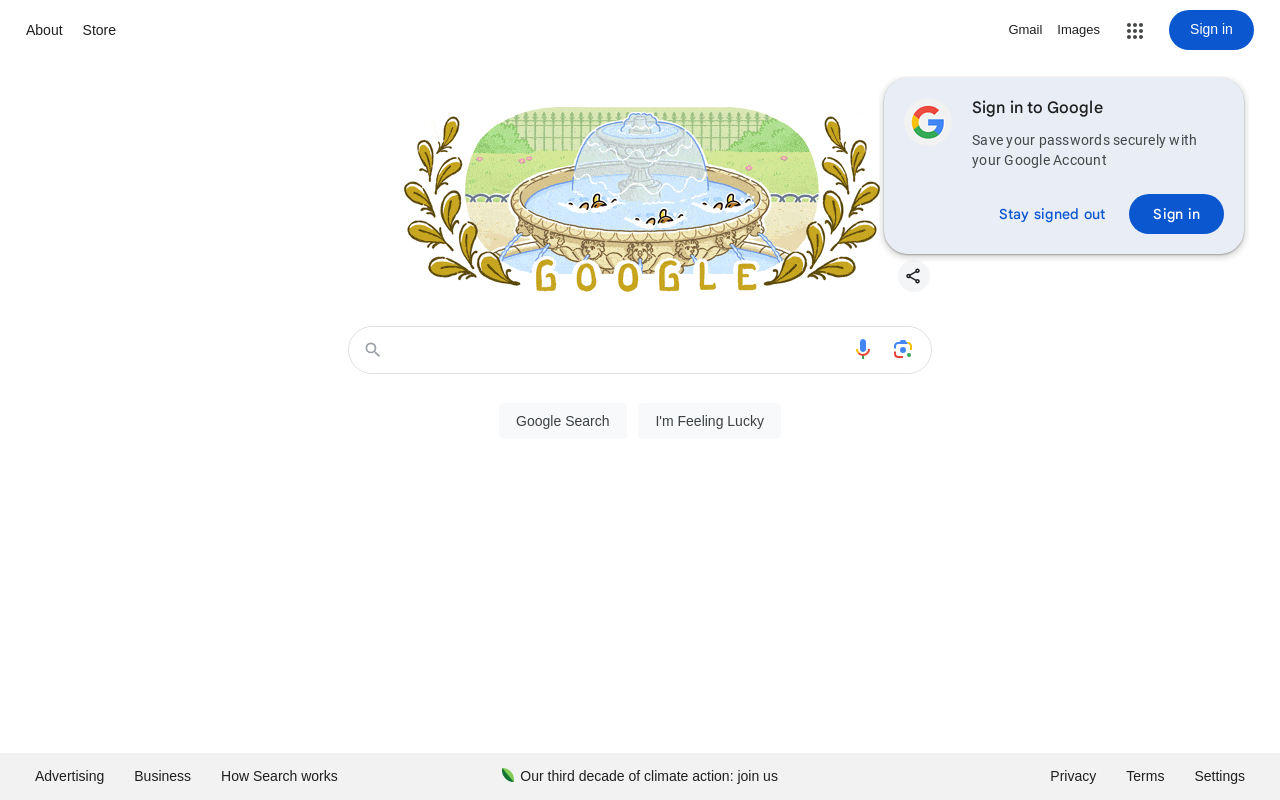 About Store
Gmail Images Sign in
Sign in to Google
Save your passwords securely with
your Google Account
Stay signed out Sign in
GOOGLE
Google Search I'm Feeling Lucky
Advertising Business How Search works Our third decade of climate action: join us Privacy Terms Settings